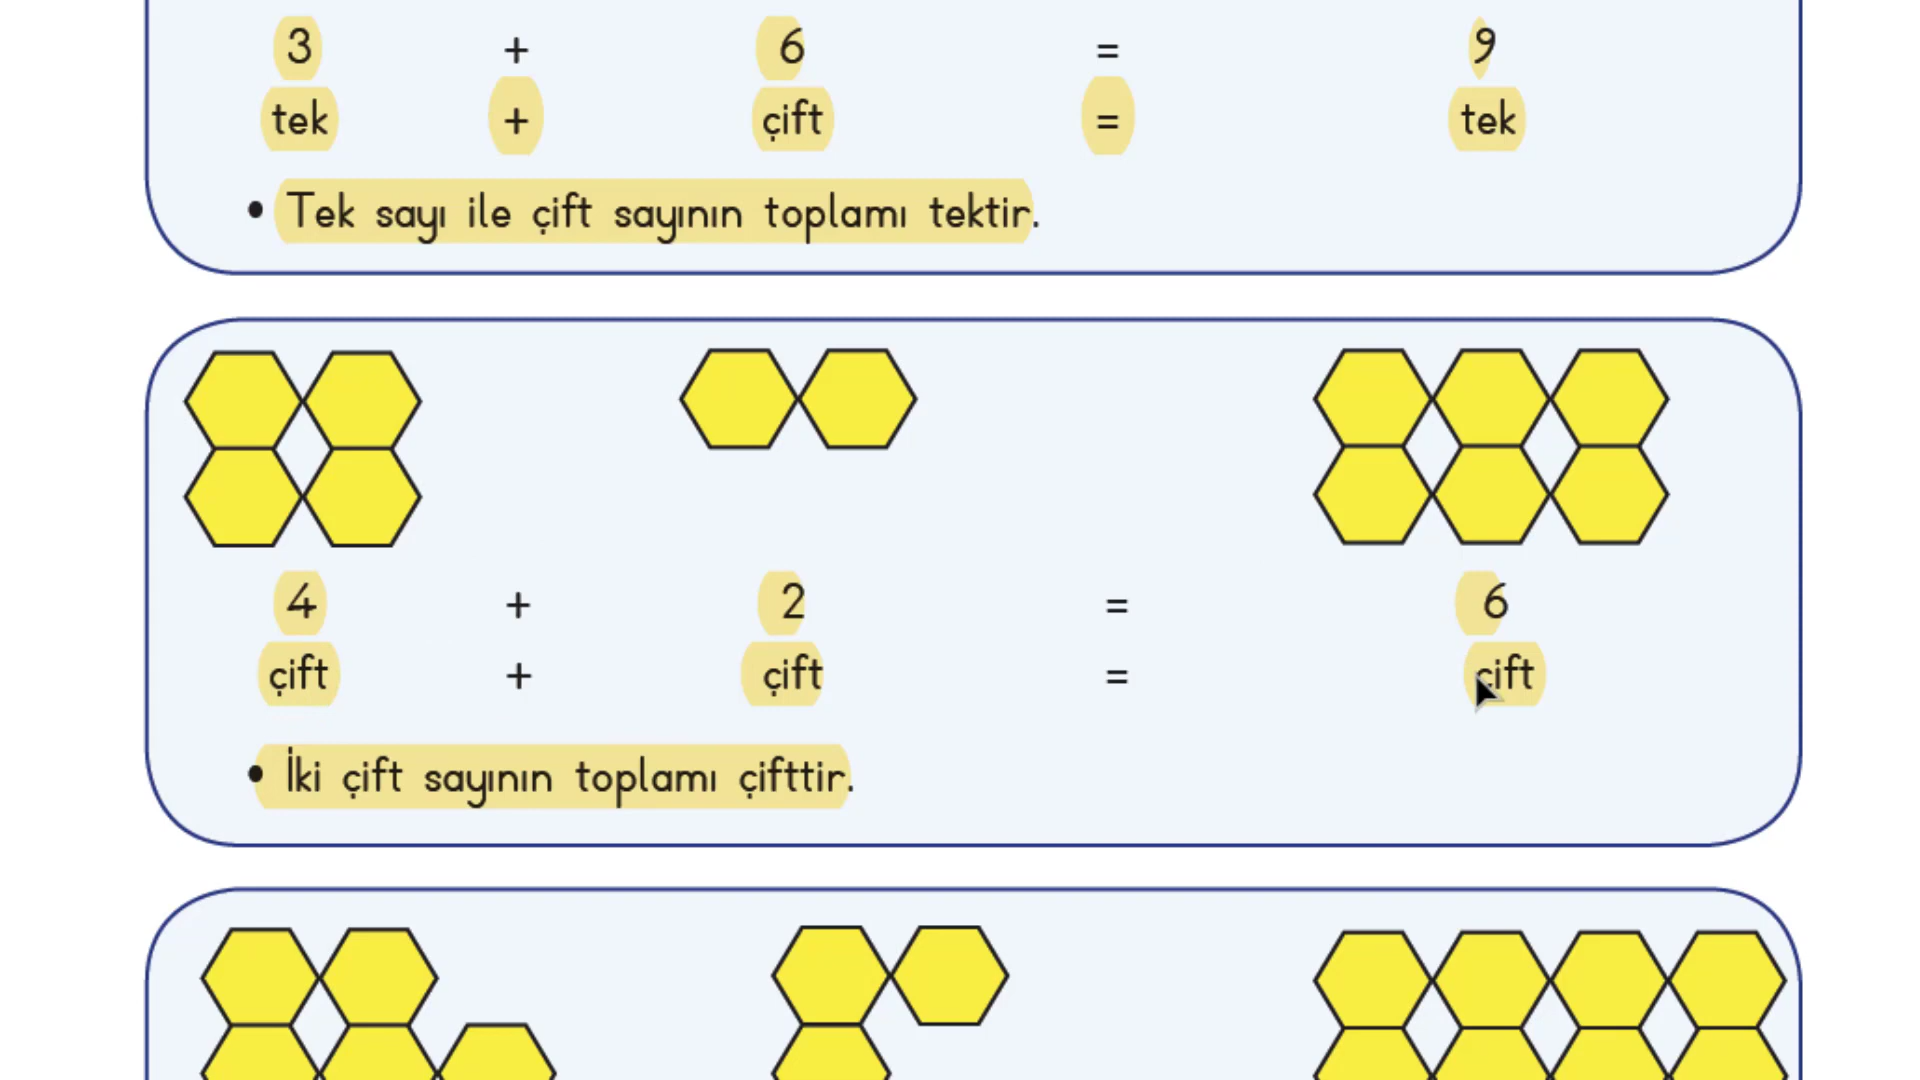 3 + 6 = 9
tek + çift = tek
• Tek sayı ile çift sayının toplamı tektir.
4 + 2 = 6
çift + çift = çift
• İki çift sayının toplamı çifttir.